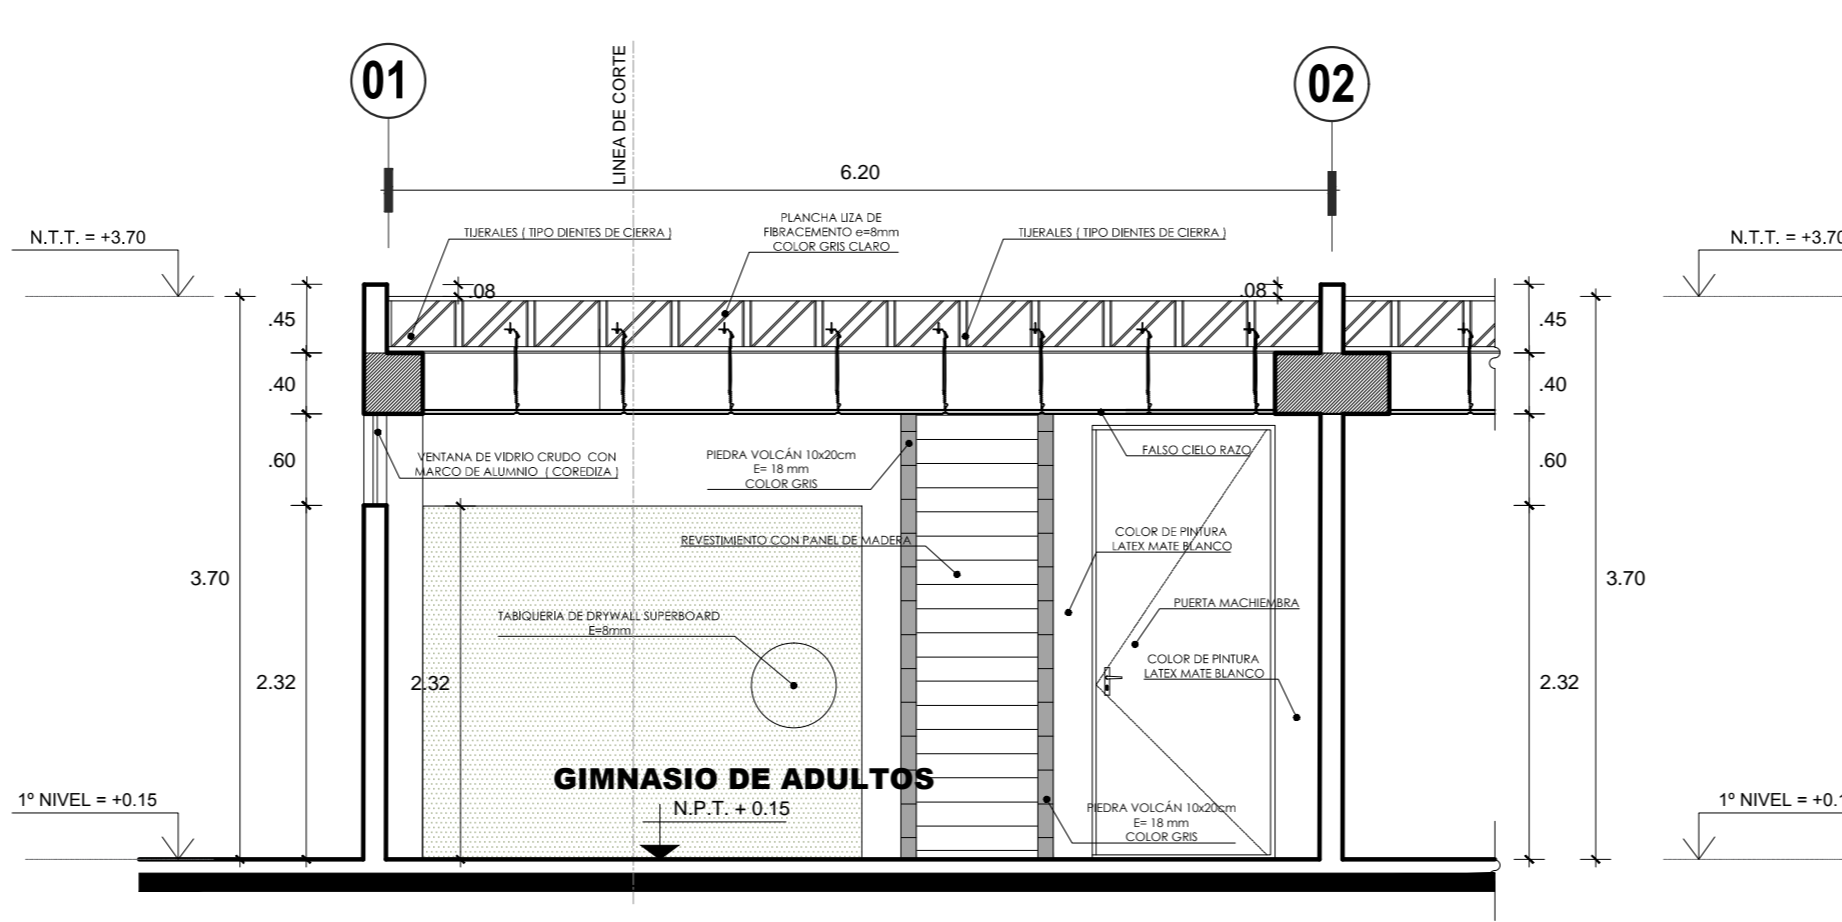 01
02
LINEA DE CORTE
6.20
N.T.T. = +3.70
N.T.T. = +3.70
TIJERALES ( TIPO DIENTES DE CIERRA )
PLANCHA LIZA DE
FIBRACEMENTO e=8mm
COLOR GRIS CLARO
TIJERALES ( TIPO DIENTES DE CIERRA )
.08
.08
.45
.45
.40
.40
.60
.60
VENTANA DE VIDRIO CRUDO CON
MARCO DE ALUMNIO ( COREDIZA )
PIEDRA VOLCÁN 10x20cm
E= 18 mm
COLOR GRIS
FALSO CIELO RAZO
REVESTIMIENTO CON PANEL DE MADERA
COLOR DE PINTURA
LATEX MATE BLANCO
3.70
3.70
TABIQUERIA DE DRYWALL SUPERBOARD
E=8mm
PUERTA MACHIEMBRA
COLOR DE PINTURA
LATEX MATE BLANCO
2.32
2.32
2.32
GIMNASIO DE ADULTOS
N.P.T. + 0.15
1º NIVEL = +0.15
1º NIVEL = +0.1
PIEDRA VOLCÁN 10x20cm
E= 18 mm
COLOR GRIS